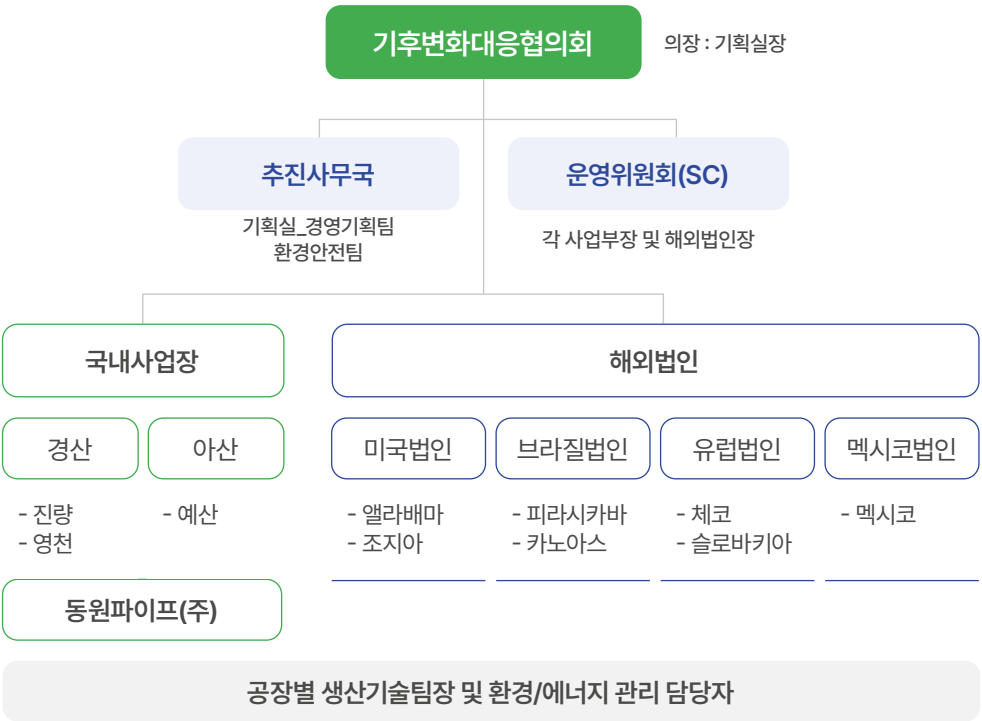 기후변화대응협의회
의장 : 기획실장
추진사무국
운영위원회(SC)
기획실_경영기획팀
환경안전팀
각 사업부장 및 해외법인장
국내사업장
해외법인
경산
아산
미국법인
브라질법인
유럽법인
멕시코법인
- 진량
- 영천
- 예산
- 앨라배마
- 조지아
- 피라시카바
- 카노아스
- 체코
- 슬로바키아
- 멕시코
동원파이프(주)
공장별 생산기술팀장 및 환경/에너지 관리 담당자